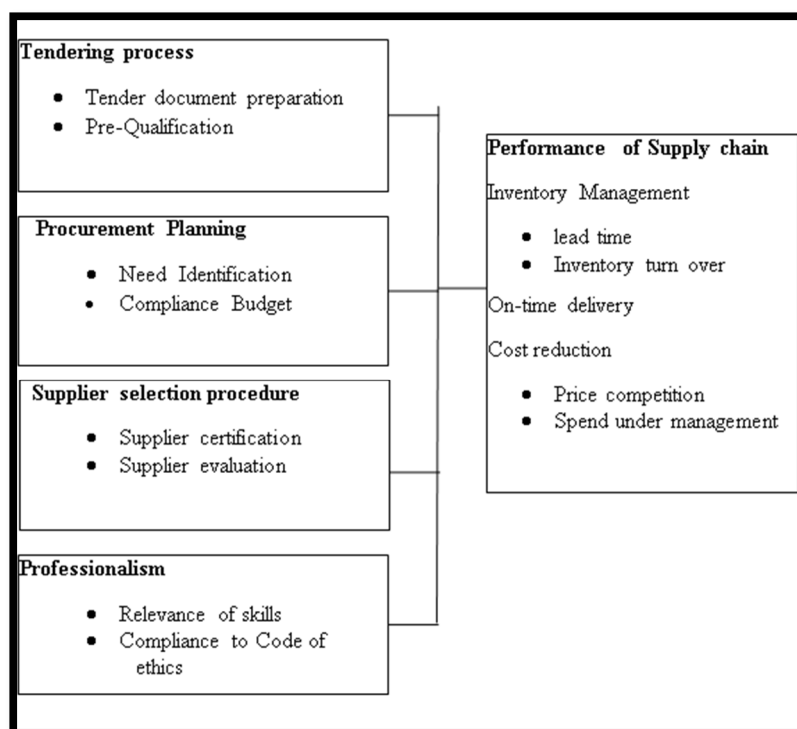 Tendering process
• Tender document preparation
• Pre-Qualification
Procurement Planning
• Need Identification
• Compliance Budget
Supplier selection procedure
• Supplier certification
• Supplier evaluation
Professionalism
• Relevance of skills
• Compliance to Code of
ethics
Performance of Supply chain
Inventory Management
• lead time
• Inventory turn over
On-time delivery
Cost reduction
• Price competition
• Spend under management